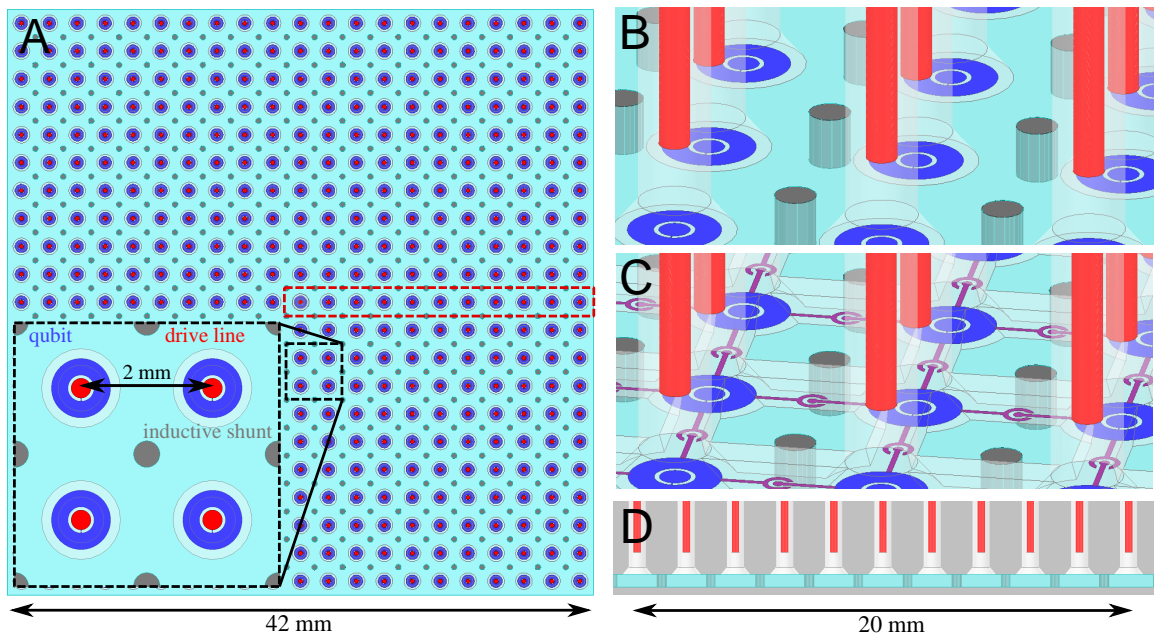 A
qubit
drive line
2 mm
inductive shunt
42 mm
B
C
D
20 mm